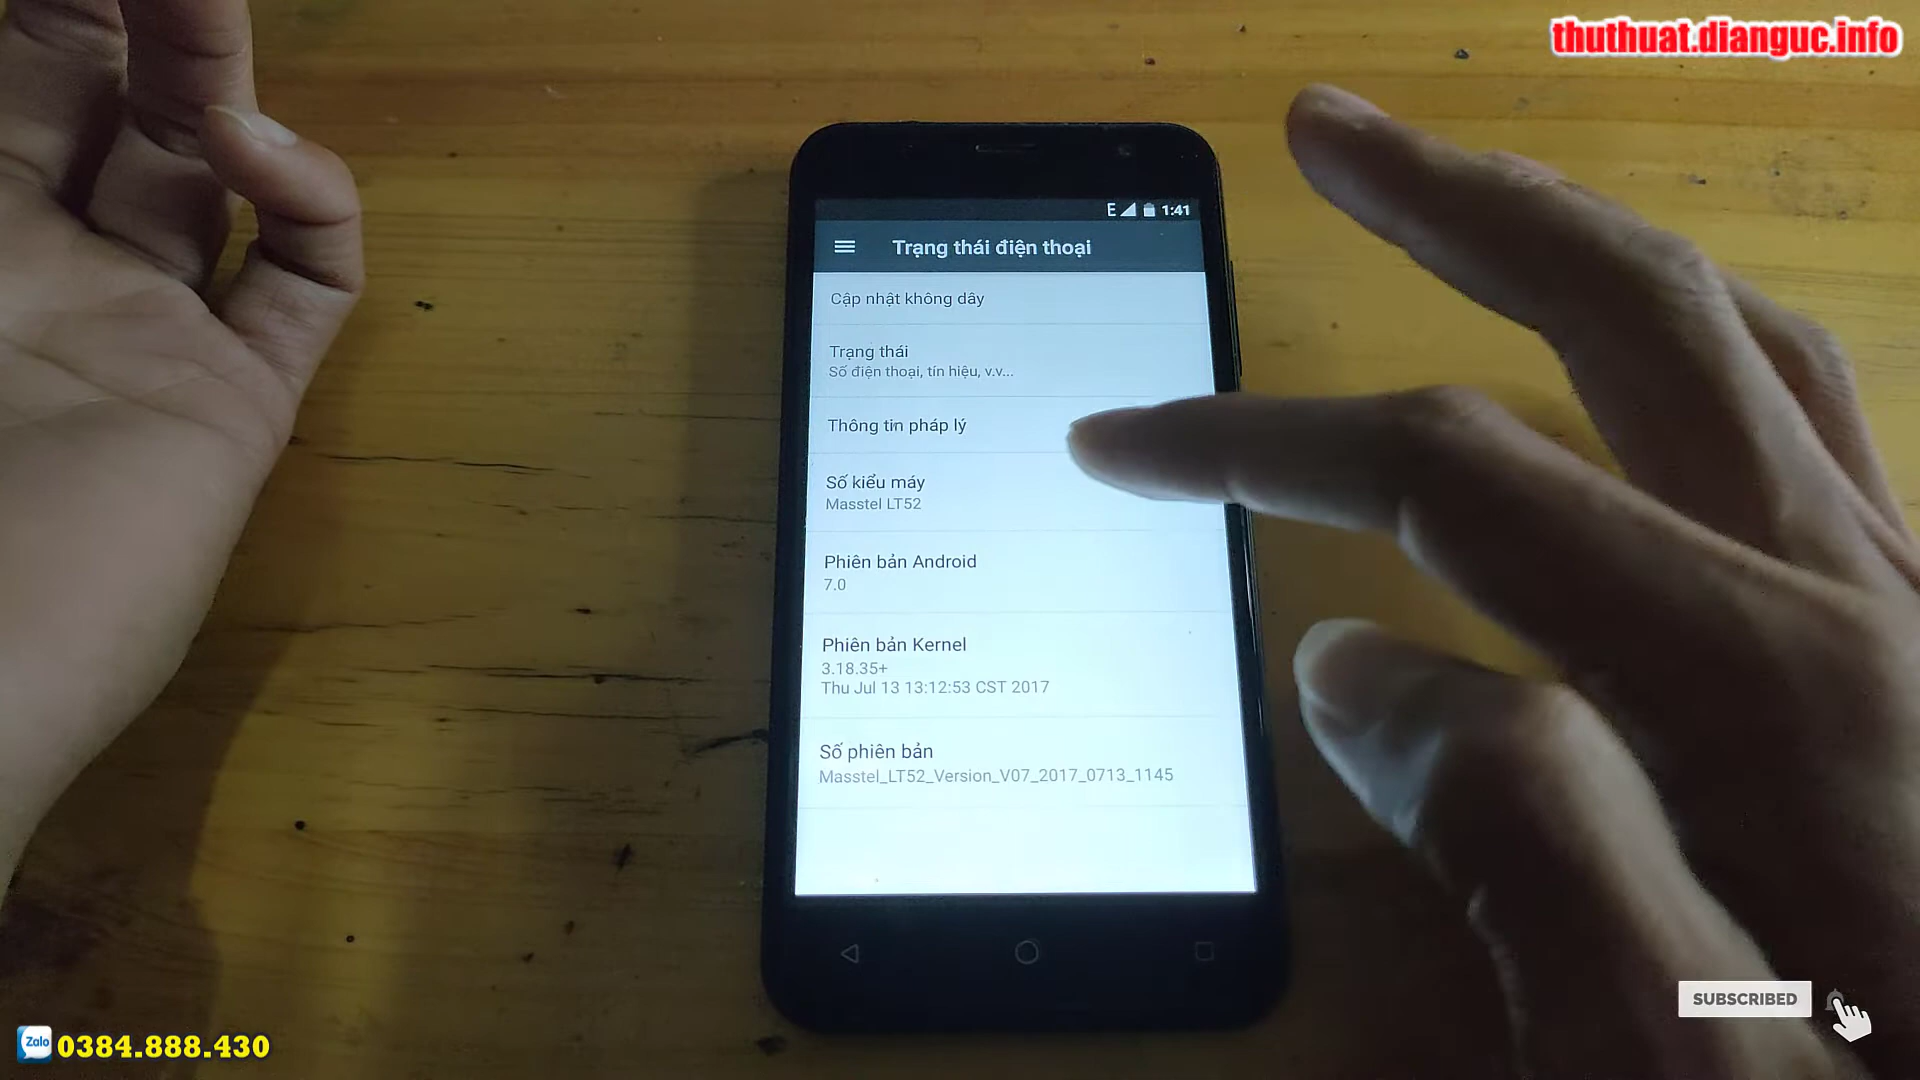 thuthuat.dianguc.info
E 1:41
Trạng thái điện thoại
Cập nhật không dây
Trạng thái
Số điện thoại, tín hiệu, v.v...
Thông tin pháp lý
Số kiểu máy
Masstel LT52
Phiên bản Android
7.0
Phiên bản Kernel
3.18.35+
Thu Jul 13 13:12:53 CST 2017
Số phiên bản
Masstel_LT52_Version_V07_2017_0713_1145
SUBSCRIBED
Zalo 0384.888.430